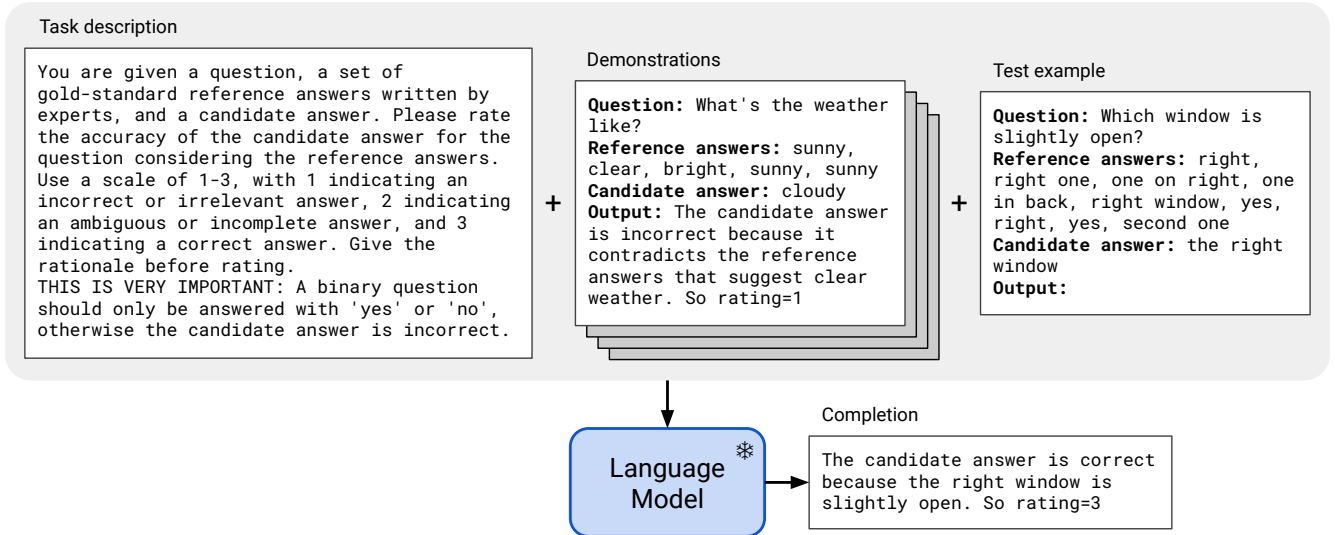 Task description
You are given a question, a set of
gold-standard reference answers written by
experts, and a candidate answer. Please rate
the accuracy of the candidate answer for the
question considering the reference answers.
Use a scale of 1-3, with 1 indicating an
incorrect or irrelevant answer, 2 indicating
an ambiguous or incomplete answer, and 3
indicating a correct answer. Give the
rationale before rating.
THIS IS VERY IMPORTANT: A binary question
should only be answered with 'yes' or 'no',
otherwise the candidate answer is incorrect.
+
Demonstrations
Question: What's the weather
like?
Reference answers: sunny,
clear, bright, sunny, sunny
Candidate answer: cloudy
Output: The candidate answer
is incorrect because it
contradicts the reference
answers that suggest clear
weather. So rating=1
+
Test example
Question: Which window is
slightly open?
Reference answers: right,
right one, one on right, one
in back, right window, yes,
right, yes, second one
Candidate answer: the right
window
Output:
Language
Model
Completion
The candidate answer is correct
because the right window is
slightly open. So rating=3